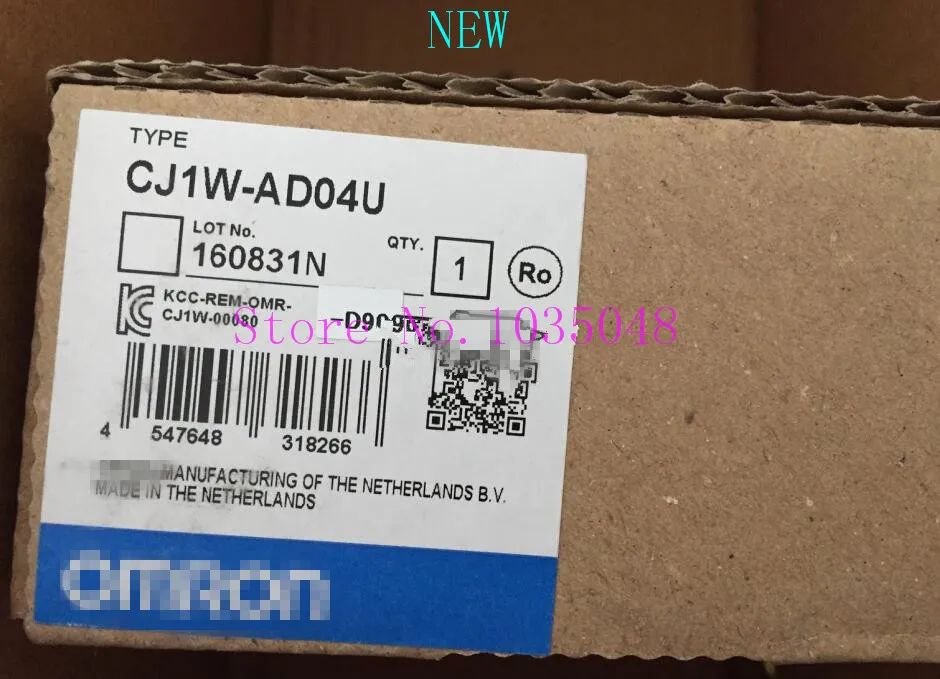 NEW
TYPE
CJ1W-AD04U
LOT No.
160831N
QTY.
1
Ro
KCC-REM-OMR-
CJ1W-00080
Store No. 1035048
4 547648 318266
MANUFACTURING OF THE NETHERLANDS B.V.
MADE IN THE NETHERLANDS
OMRON